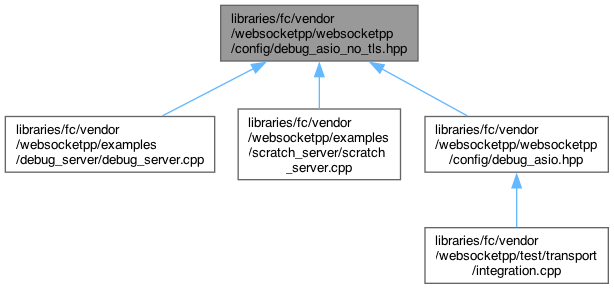 libraries/fc/vendor
/websocketpp/websocketpp
/config/debug_asio_no_tls.hpp
libraries/fc/vendor
/websocketpp/examples
/debug_server/debug_server.cpp
libraries/fc/vendor
/websocketpp/examples
/scratch_server/scratch
_server.cpp
libraries/fc/vendor
/websocketpp/websocketpp
/config/debug_asio.hpp
libraries/fc/vendor
/websocketpp/test/transport
/integration.cpp